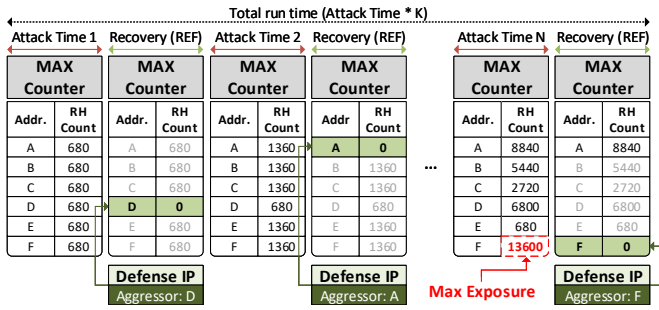 Total run time (Attack Time * K)
Attack Time 1 Recovery (REF) Attack Time 2 Recovery (REF) Attack Time N Recovery (REF)
MAX MAX MAX MAX MAX MAX
Counter Counter Counter Counter Counter Counter
Addr. RH Count Addr RH Count Addr. RH Count Addr RH Count Addr. RH Count Addr RH Count
A 680 A 680 A 1360 A 0 A 8840 A 8840
B 680 B 680 B 1360 B 1360 B 5440 B 5440
C 680 C 680 C 1360 C 1360 ... C 2720 C 2720
D 680 D 0 D 680 D 1360 D 6800 D 6800
E 680 E 680 E 1360 E 1360 E 680 E 680
F 680 F 680 F 1360 F 1360 F 13600 F 0
Defense IP Defense IP Max Exposure Defense IP
Aggressor: D Aggressor: A Aggressor: F